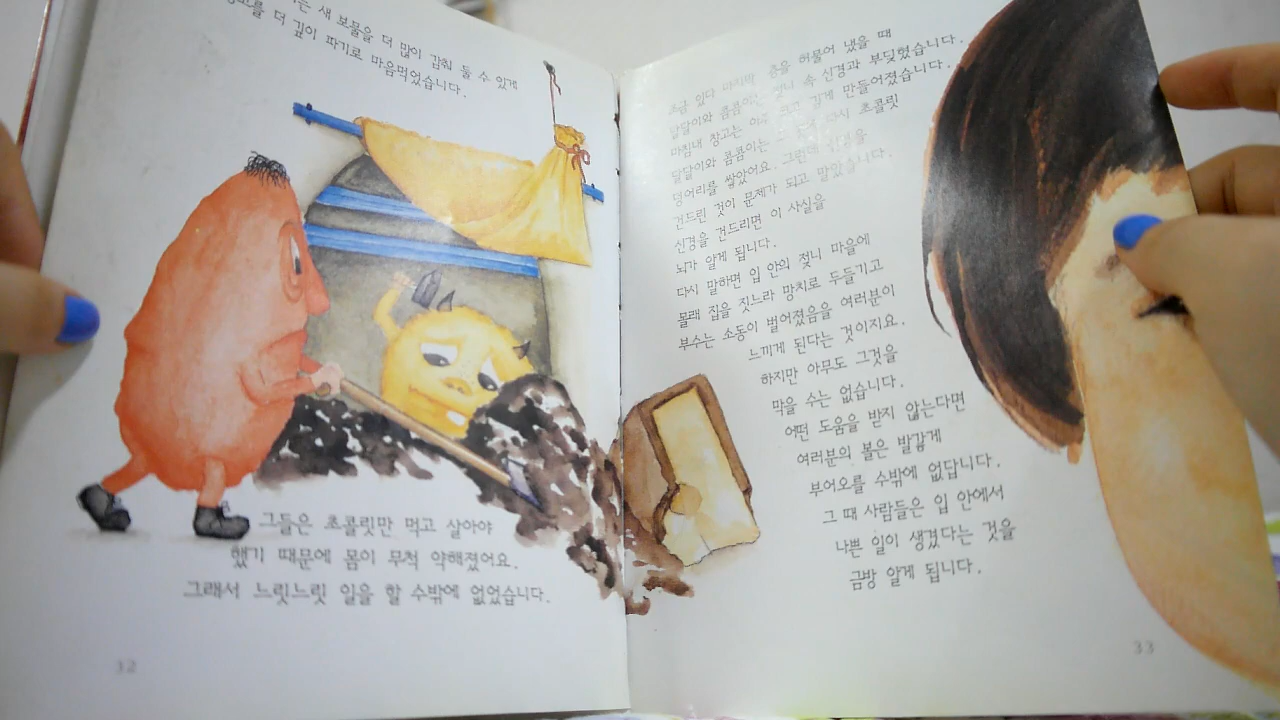 는 새 보물을 더 많이 감춰 둘 수 있게
더 깊이 파기로 마음먹었습니다.
그들은 초콜릿만 먹고 살아야
했기 때문에 몸이 무척 약해졌어요.
그래서 느릿느릿 일을 할 수밖에 없었습니다.
32
조금 있다 마지막 층을 허물어 냈을 때
달달이와 콤콤이는 젖니 속 신경과 부딪혔습니다.
마침내 창고는 아주 크고 길게 만들어졌습니다.
달달이와 콤콤이는 다시 초콜릿
덩어리를 쌓았어요. 그런데 신경을
건드린 것이 문제가 되고 말았습니다.
신경을 건드리면 이 사실을
뇌가 알게 됩니다.
다시 말하면 입 안의 젖니 마을에
몰래 집을 짓느라 망치로 두들기고
부수는 소동이 벌어졌음을 여러분이
느끼게 된다는 것이지요.
하지만 아무도 그것을
막을 수는 없습니다.
어떤 도움을 받지 않는다면
여러분의 볼은 발갛게
부어오를 수밖에 없답니다.
그 때 사람들은 입 안에서
나쁜 일이 생겼다는 것을
금방 알게 됩니다.
33